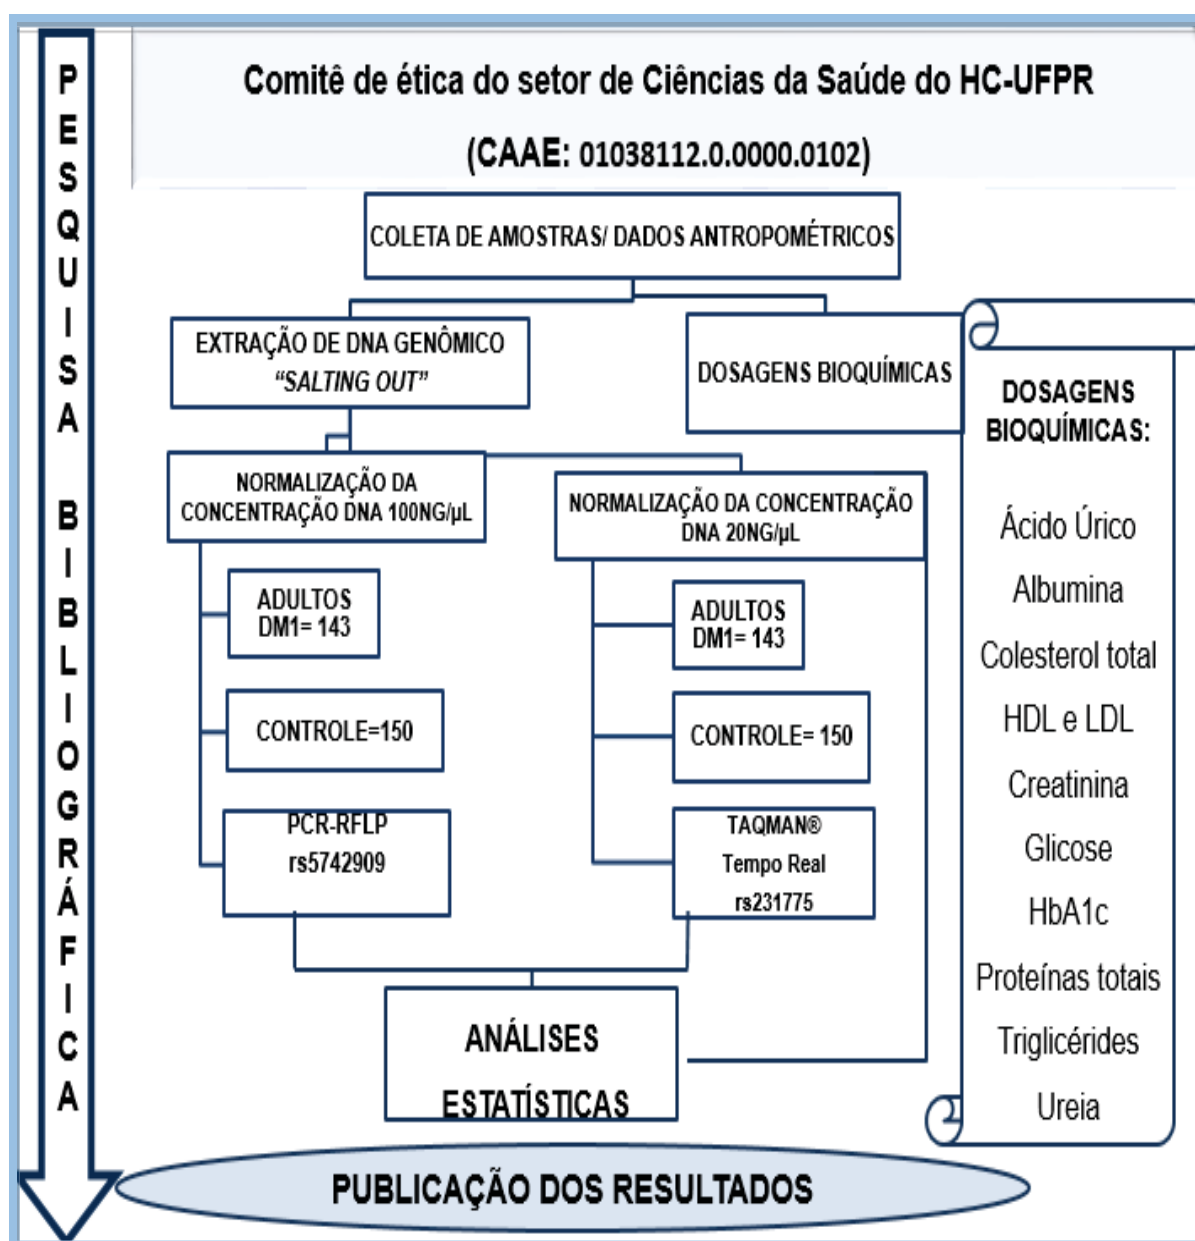 PESQUISA BIBLIOGRÁFICA
Comitê de ética do setor de Ciências da Saúde do HC-UFPR
(CAAE: 01038112.0.0000.0102)
COLETA DE AMOSTRAS/ DADOS ANTROPOMÉTRICOS
EXTRAÇÃO DE DNA GENÔMICO
“SALTING OUT”
DOSAGENS BIOQUÍMICAS
NORMALIZAÇÃO DA
CONCENTRAÇÃO DNA 100NG/µL
NORMALIZAÇÃO DA CONCENTRAÇÃO
DNA 20NG/µL
ADULTOS
DM1= 143
CONTROLE=150
PCR-RFLP
rs5742909
ADULTOS
DM1= 143
CONTROLE= 150
TAQMAN®
Tempo Real
rs231775
ANÁLISES
ESTATÍSTICAS
DOSAGENS
BIOQUÍMICAS:
Ácido Úrico
Albumina
Colesterol total
HDL e LDL
Creatinina
Glicose
HbA1c
Proteínas totais
Triglicérides
Ureia
PUBLICAÇÃO DOS RESULTADOS